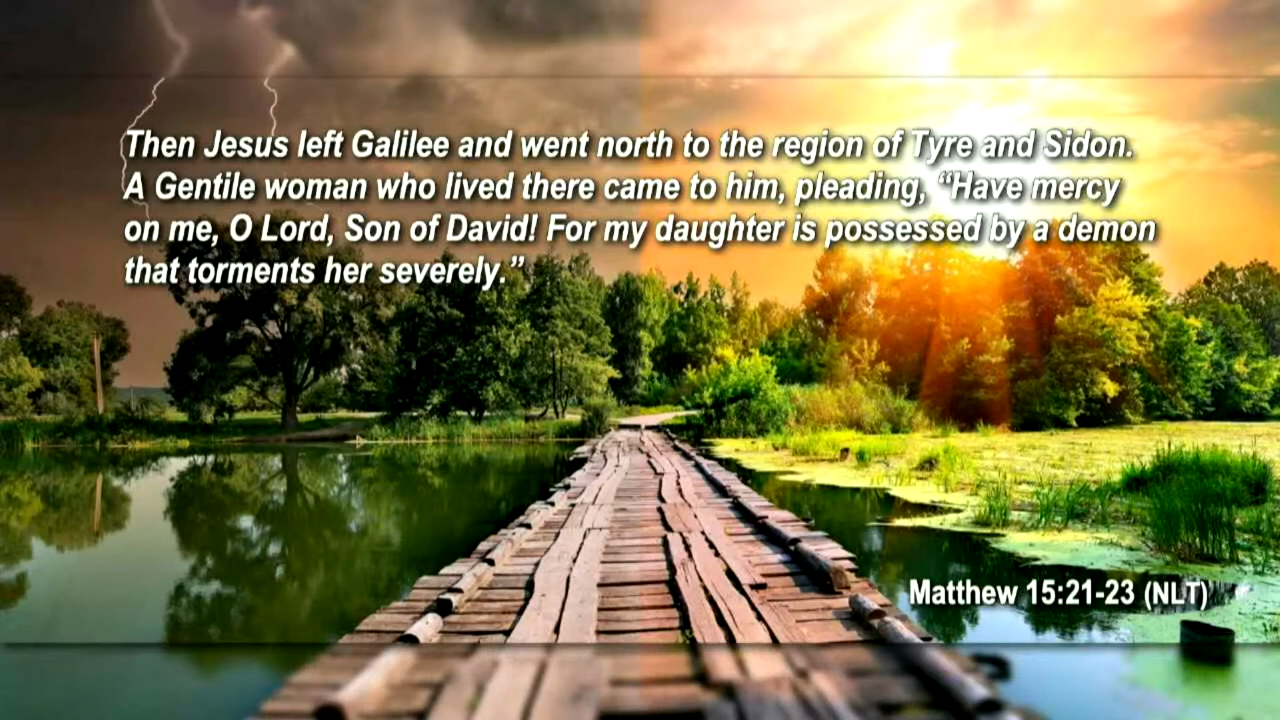 Then Jesus left Galilee and went north to the region of Tyre and Sidon.
A Gentile woman who lived there came to him, pleading, “Have mercy
on me, O Lord, Son of David! For my daughter is possessed by a demon
that torments her severely.”
Matthew 15:21-23 (NLT)